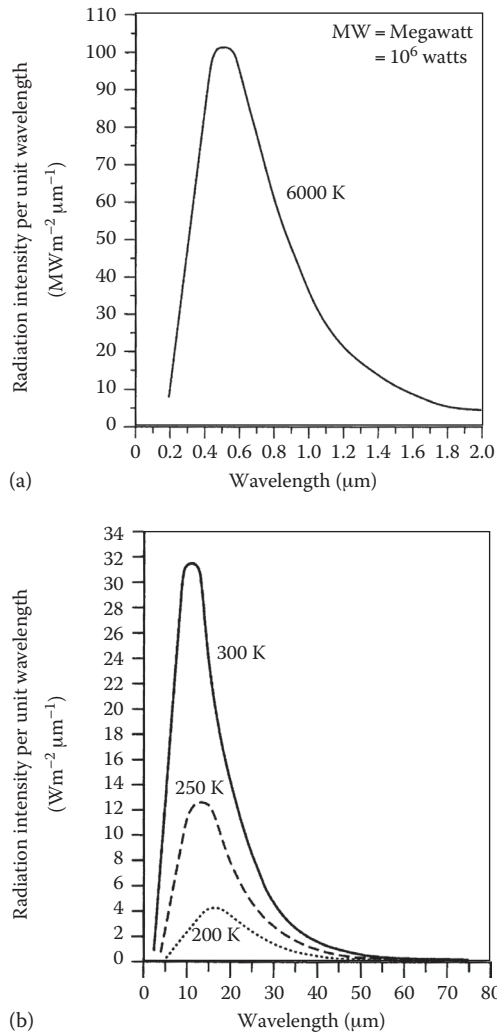 Radiation intensity per unit wavelength
(MWm⁻² μm⁻¹)
110
100
90
80
70
60
50
40
30
20
10
0
MW = Megawatt
= 10⁶ watts
6000 K
0 0.2 0.4 0.6 0.8 1.0 1.2 1.4 1.6 1.8 2.0
(a)
Wavelength (μm)
Radiation intensity per unit wavelength
(Wm⁻² μm⁻¹)
34
32
30
28
26
24
22
20
18
16
14
12
10
8
6
4
2
0
300 K
250 K
200 K
0 10 20 30 40 50 60 70 80
(b)
Wavelength (μm)